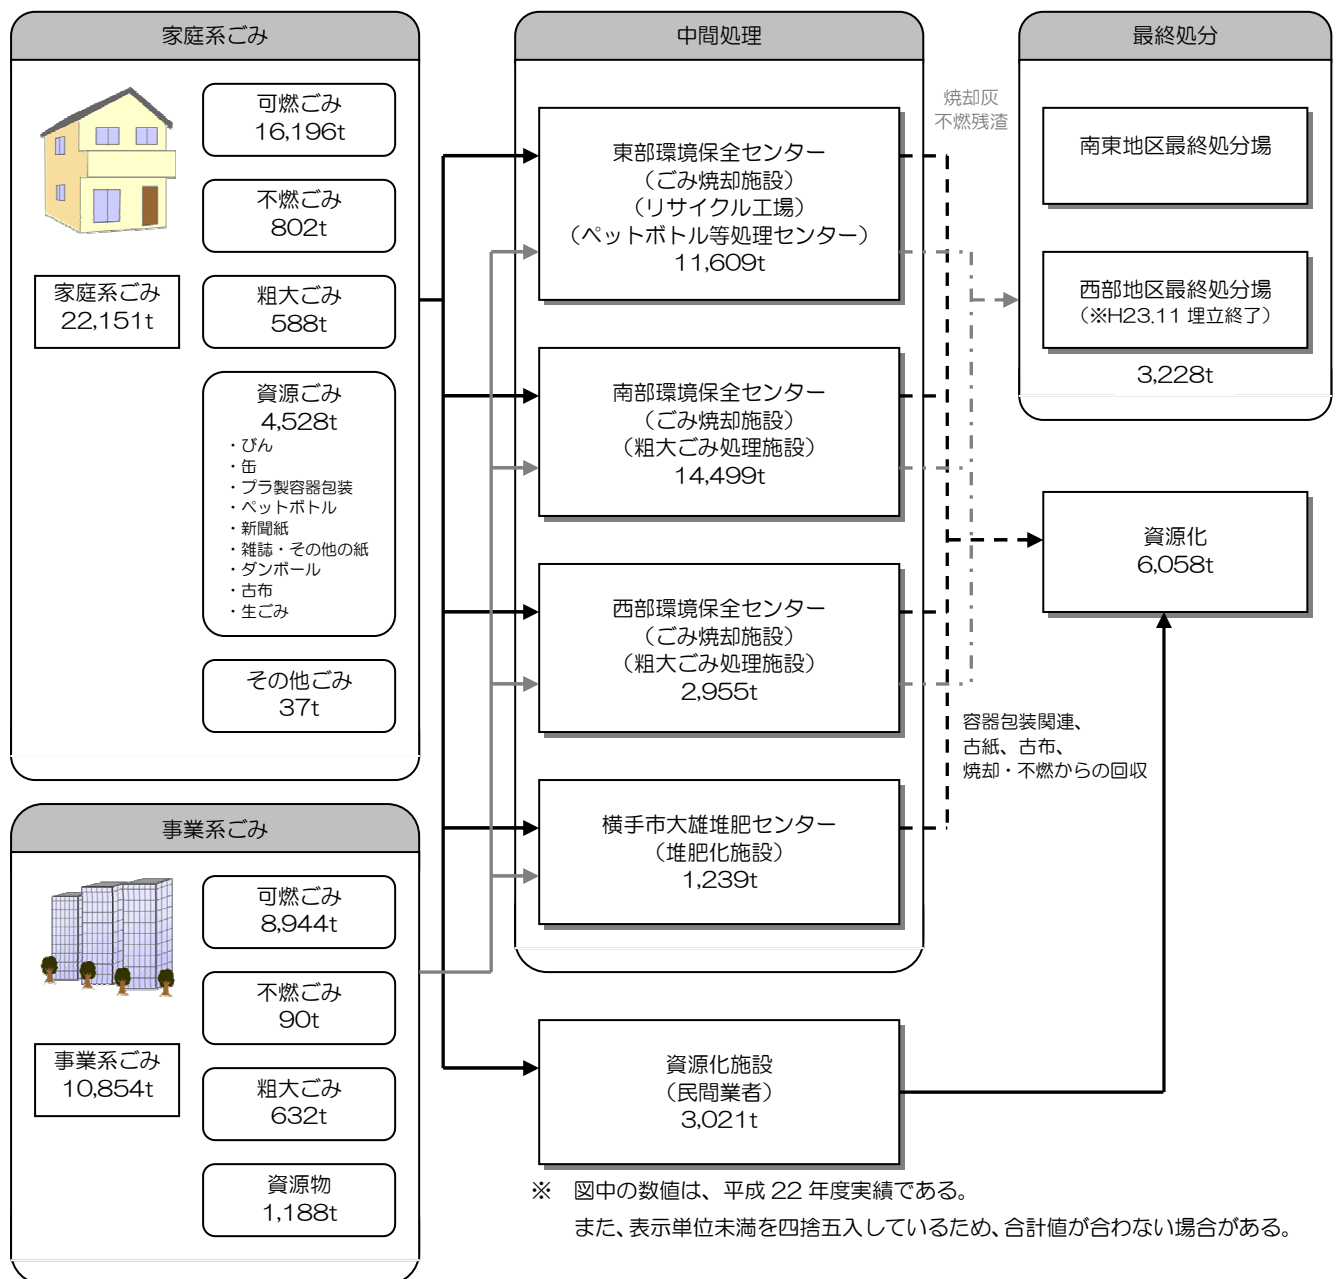 家庭系ごみ
可燃ごみ
16,196t
不燃ごみ
802t
家庭系ごみ
22,151t
粗大ごみ
588t
資源ごみ
4,528t
・びん
・缶
・プラ製容器包装
・ペットボトル
・新聞紙
・雑誌・その他の紙
・ダンボール
・古布
・生ごみ
その他ごみ
37t
事業系ごみ
可燃ごみ
8,944t
不燃ごみ
90t
事業系ごみ
10,854t
粗大ごみ
632t
資源物
1,188t
中間処理
東部環境保全センター
（ごみ焼却施設）
（リサイクル工場）
（ペットボトル等処理センター）
11,609t
南部環境保全センター
（ごみ焼却施設）
（粗大ごみ処理施設）
14,499t
西部環境保全センター
（ごみ焼却施設）
（粗大ごみ処理施設）
2,955t
横手市大雄堆肥センター
（堆肥化施設）
1,239t
資源化施設
（民間業者）
3,021t
焼却灰
不燃残渣
最終処分
南東地区最終処分場
西部地区最終処分場
（※H23.11 埋立終了）
3,228t
資源化
6,058t
容器包装関連、
古紙、古布、
焼却・不燃からの回収
※　図中の数値は、平成 22 年度実績である。
また、表示単位未満を四捨五入しているため、合計値が合わない場合がある。